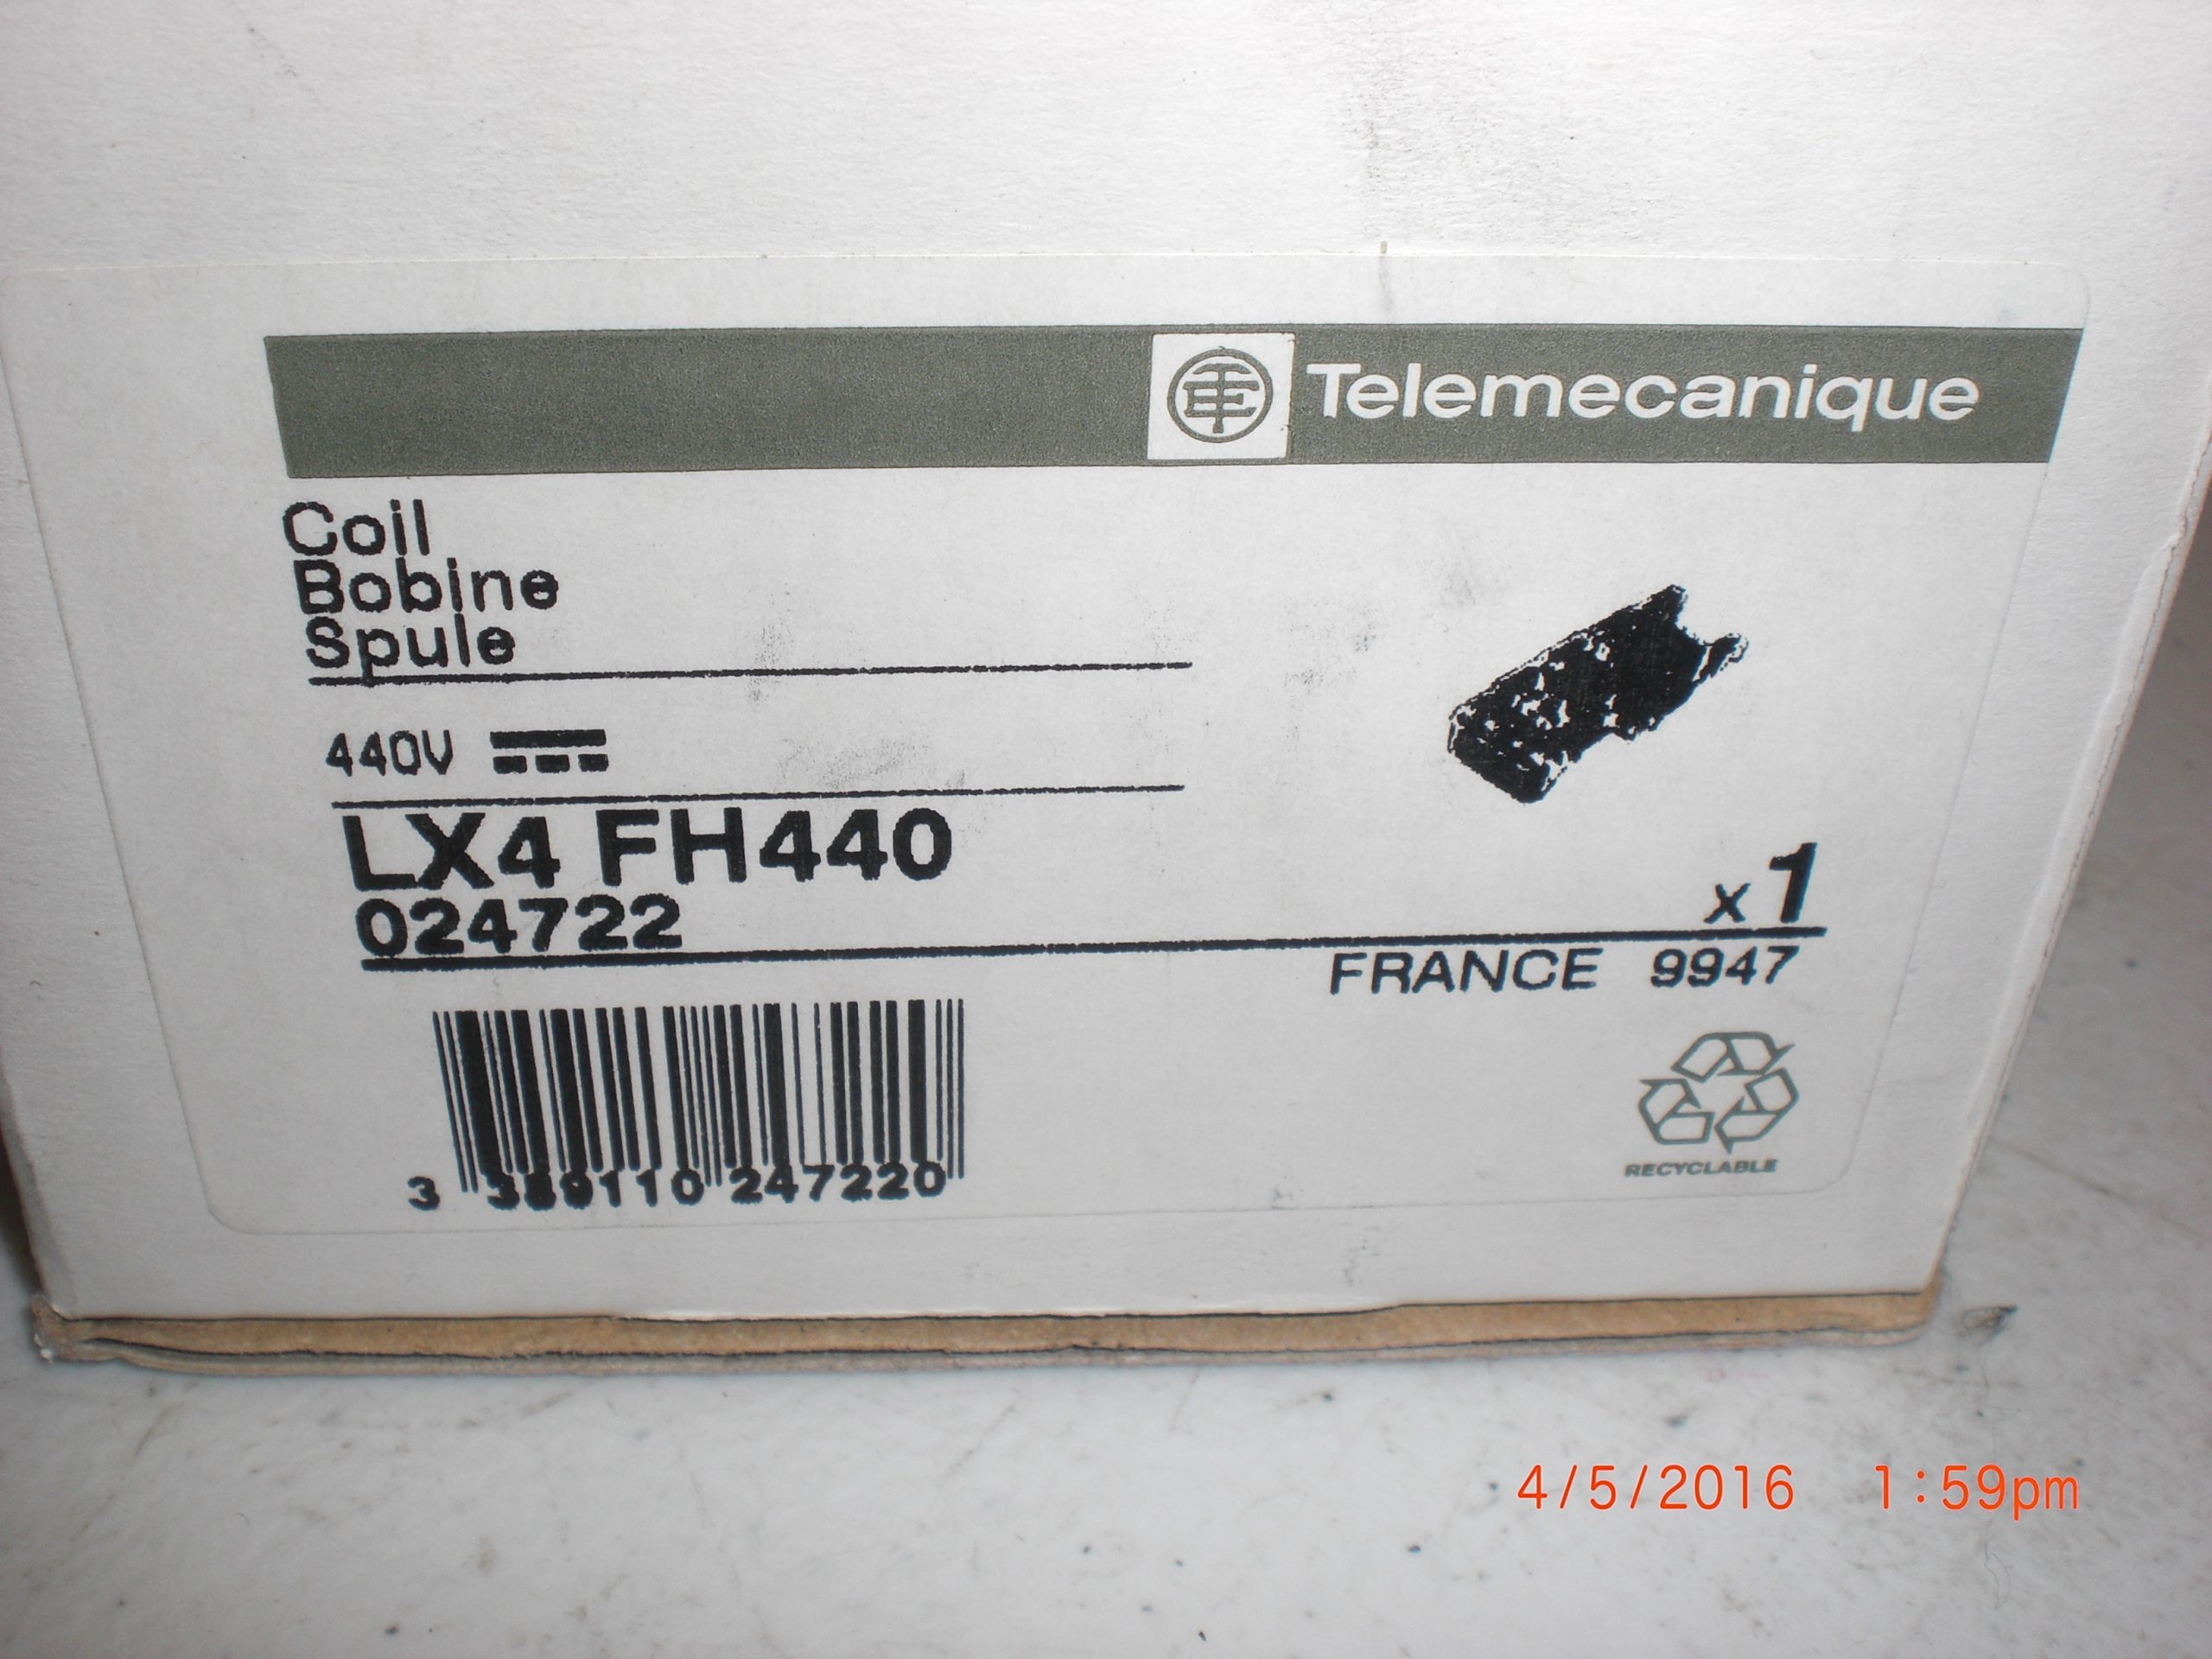 Telemecanique
Coil
Bobine
Spule
440V
LX4 FH440
024722
x1
FRANCE 9947
3 389110 247220
RECYCLABLE
4/5/2016 1:59pm